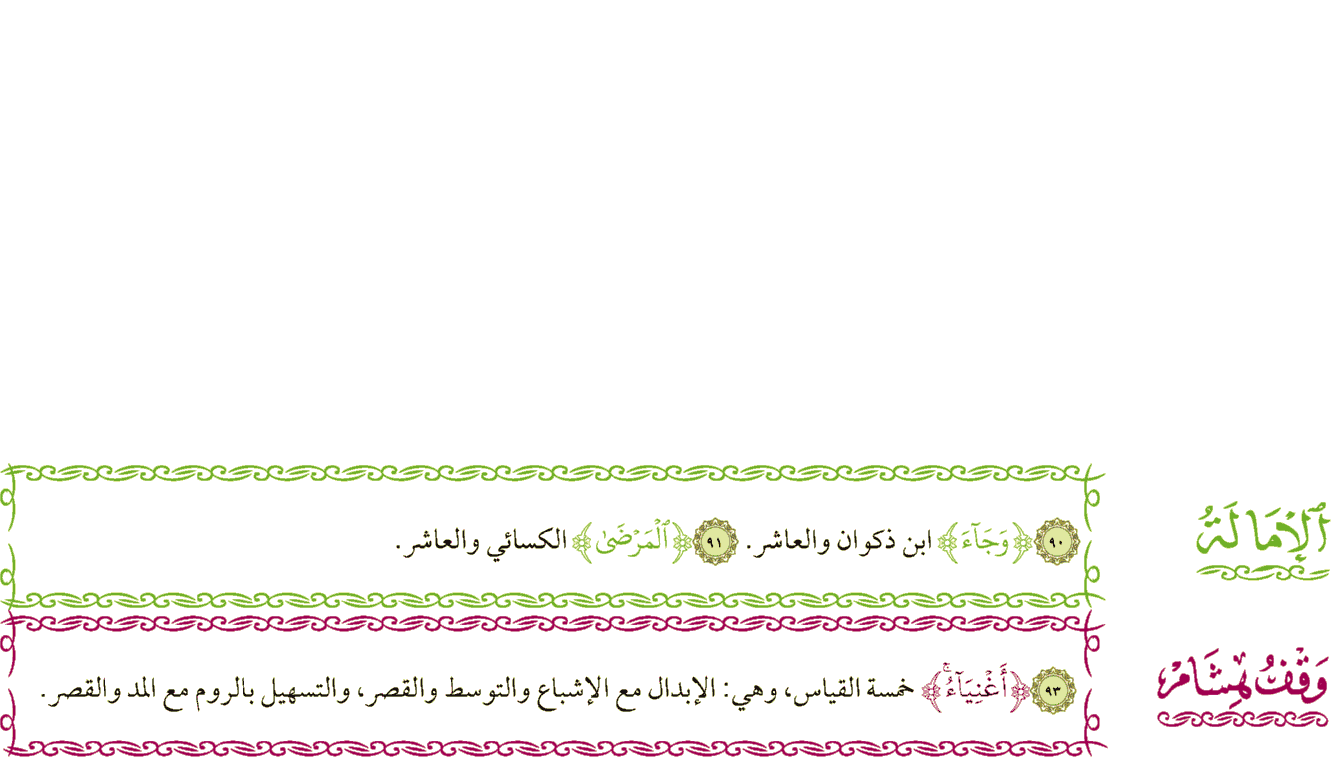 ٱلْإِمَالَةُ
٩٠ ﴿وَجَآءَ﴾ ابن ذكوان والعاشر. ٩١ ﴿ٱلْمَرْضَىٰ﴾ الكسائي والعاشر.
وَقْفُ هِشَامْ
٩٣ ﴿أَغْنِيَآءُۚ﴾ خمسة القياس، وهي: الإبدال مع الإشباع والتوسط والقصر، والتسهيل بالروم مع المد والقصر.